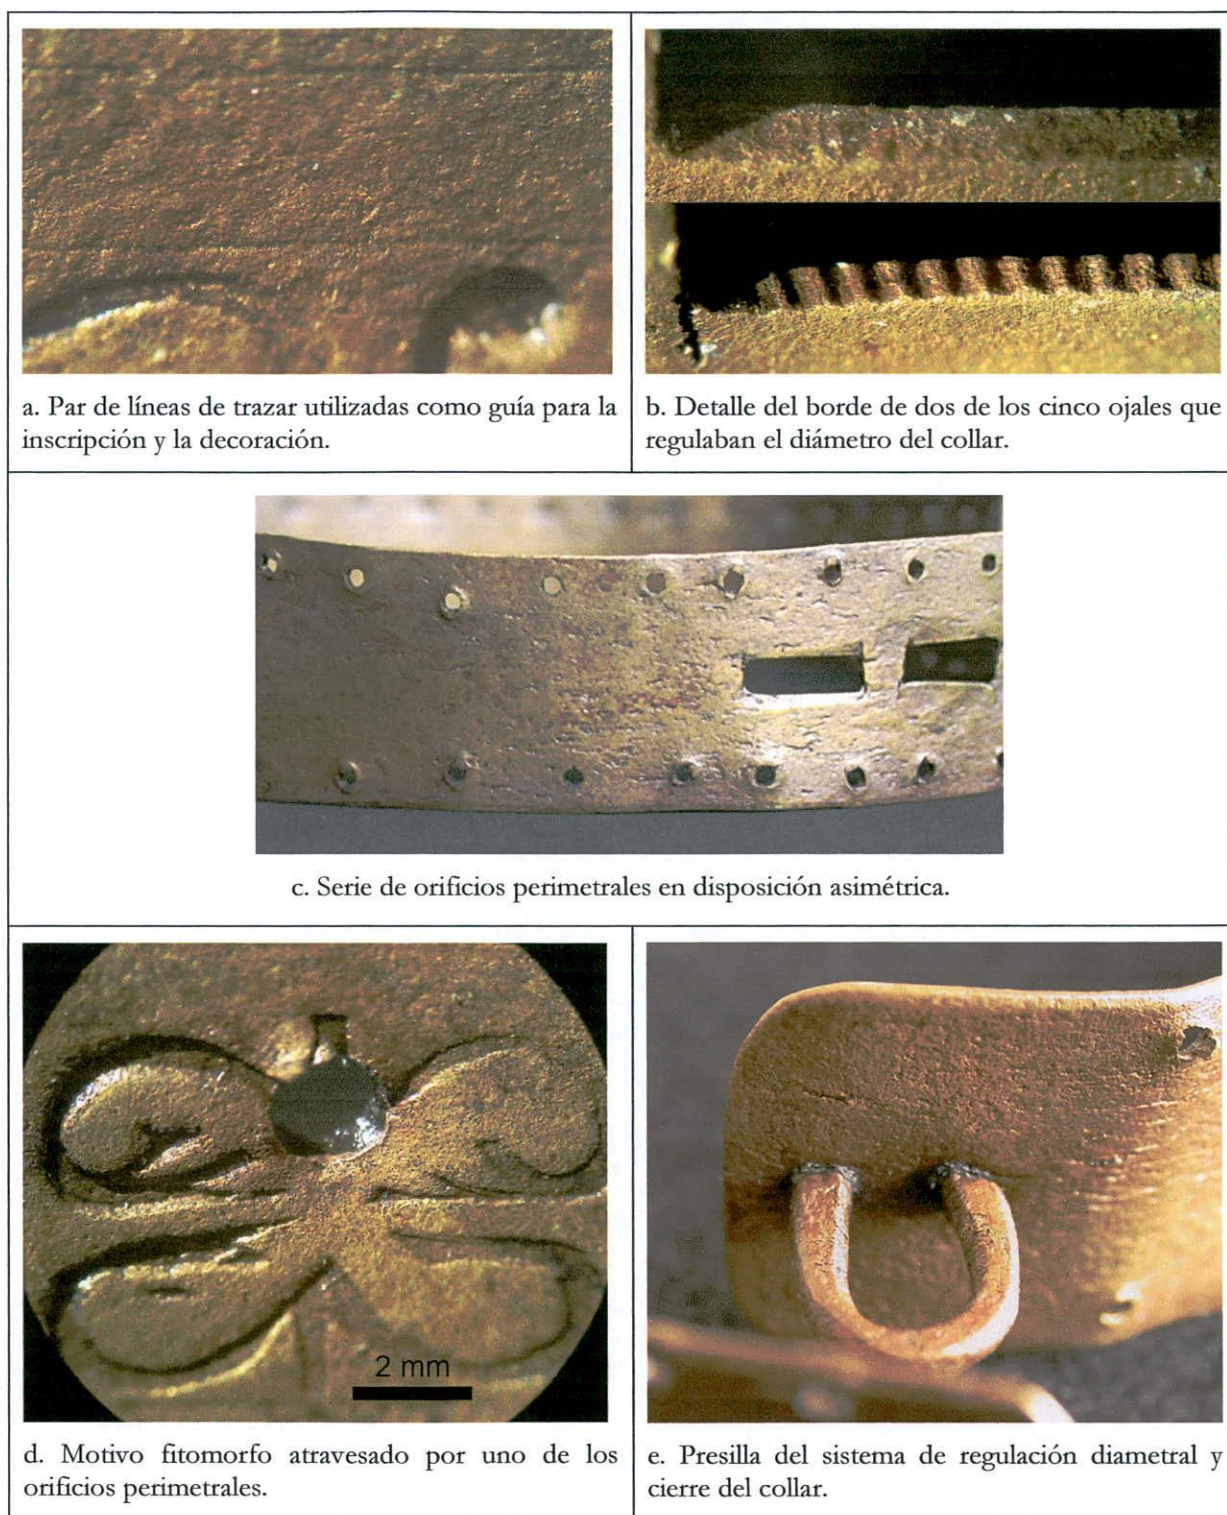 a. Par de líneas de trazar utilizadas como guía para la
inscripción y la decoración.
b. Detalle del borde de dos de los cinco ojales que
regulaban el diámetro del collar.
c. Serie de orificios perimetrales en disposición asimétrica.
2 mm
d. Motivo fitomorfo atravesado por uno de los
orificios perimetrales.
e. Presilla del sistema de regulación diametral y
cierre del collar.